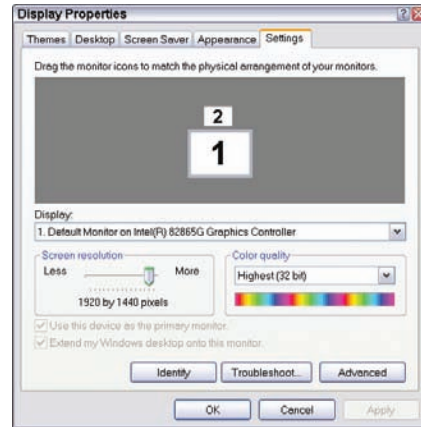 Display Properties
Themes Desktop Screen Saver Appearance Settings
Drag the monitor icons to match the physical arrangement of your monitors.
2
1
Display:
1. Default Monitor on Intel(R) 82865G Graphics Controller
Screen resolution
Less More
1920 by 1440 pixels
Color quality
Highest (32 bit)
Use this device as the primary monitor.
Extend my Windows desktop onto this monitor.
Identify Troubleshoot... Advanced
OK Cancel Apply